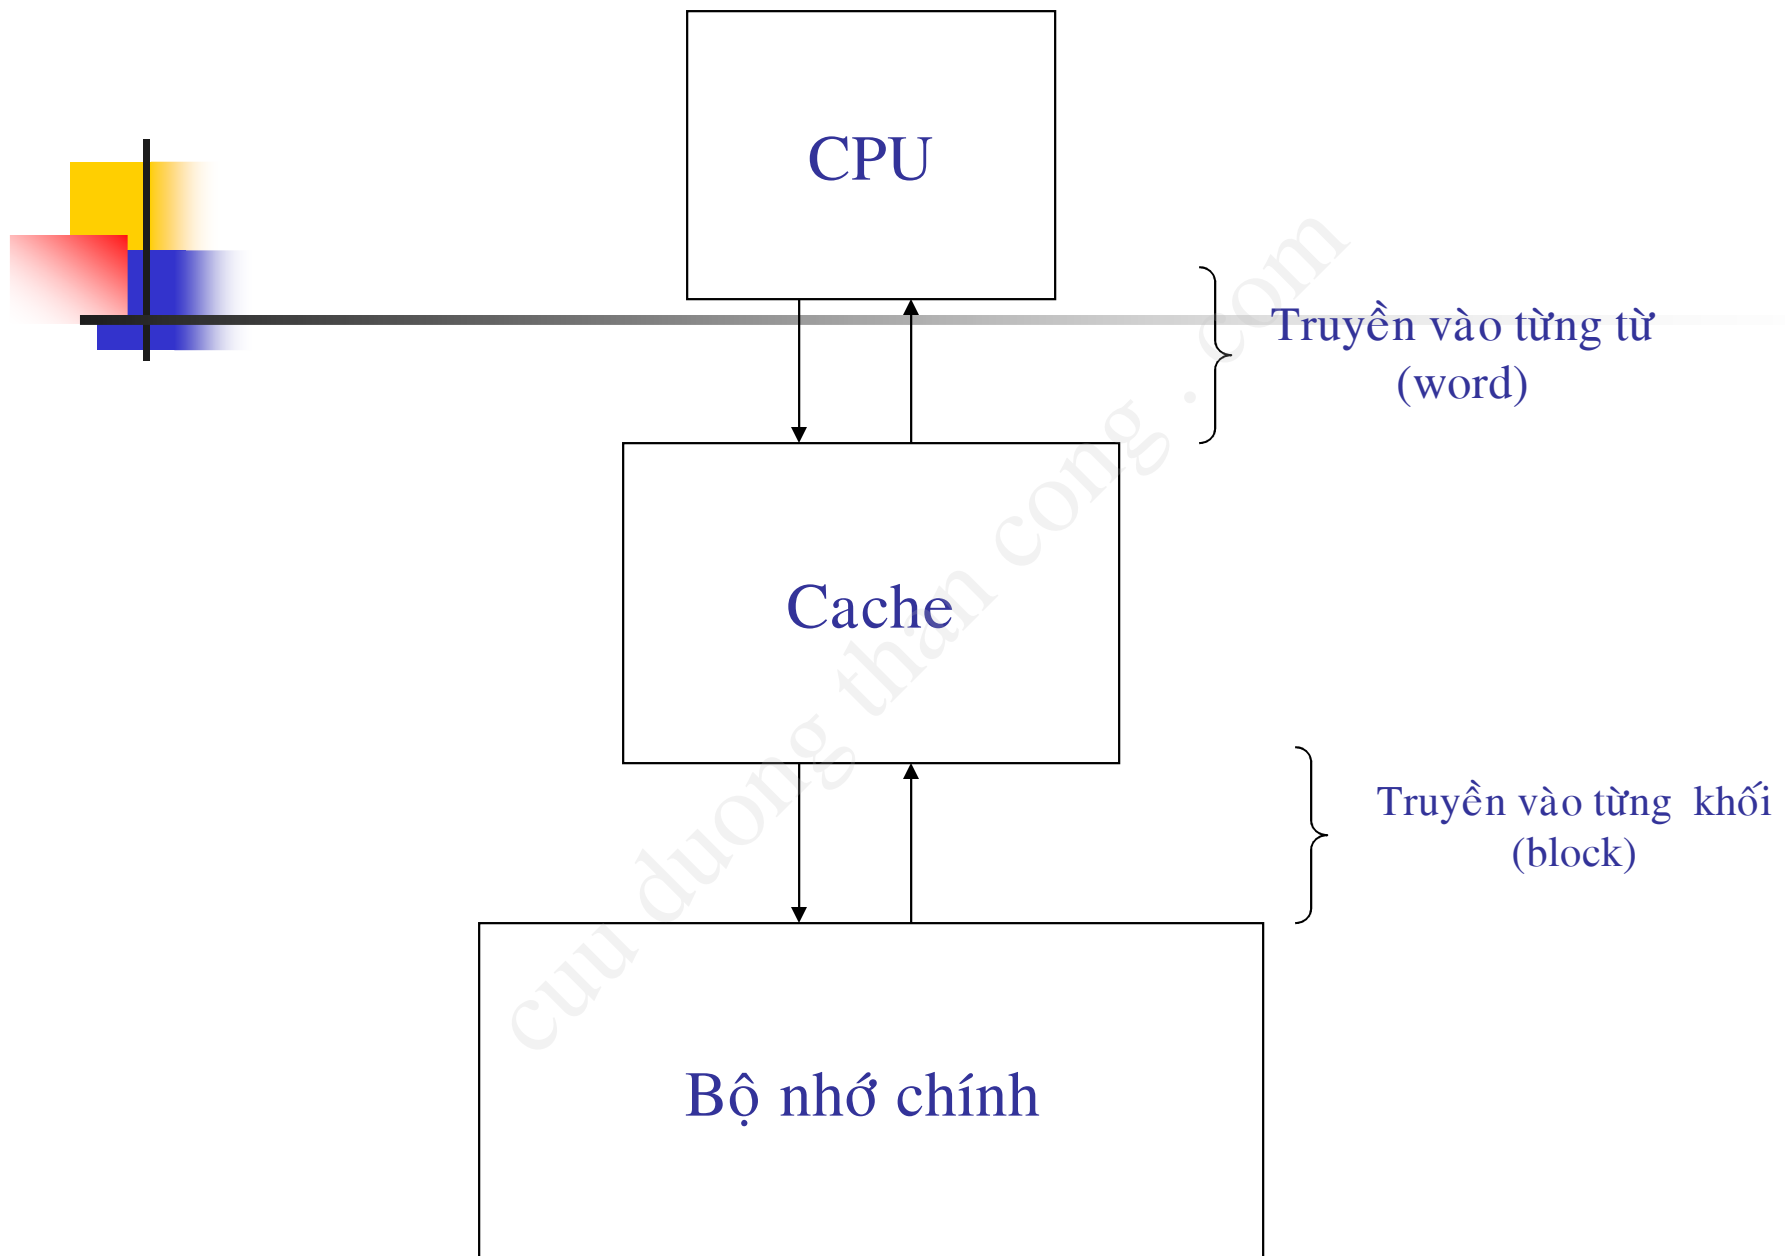 CPU
Truyền vào từng từ
(word)
Cache
Truyền vào từng khối
(block)
Bộ nhớ chính
cuu duong than cong . com